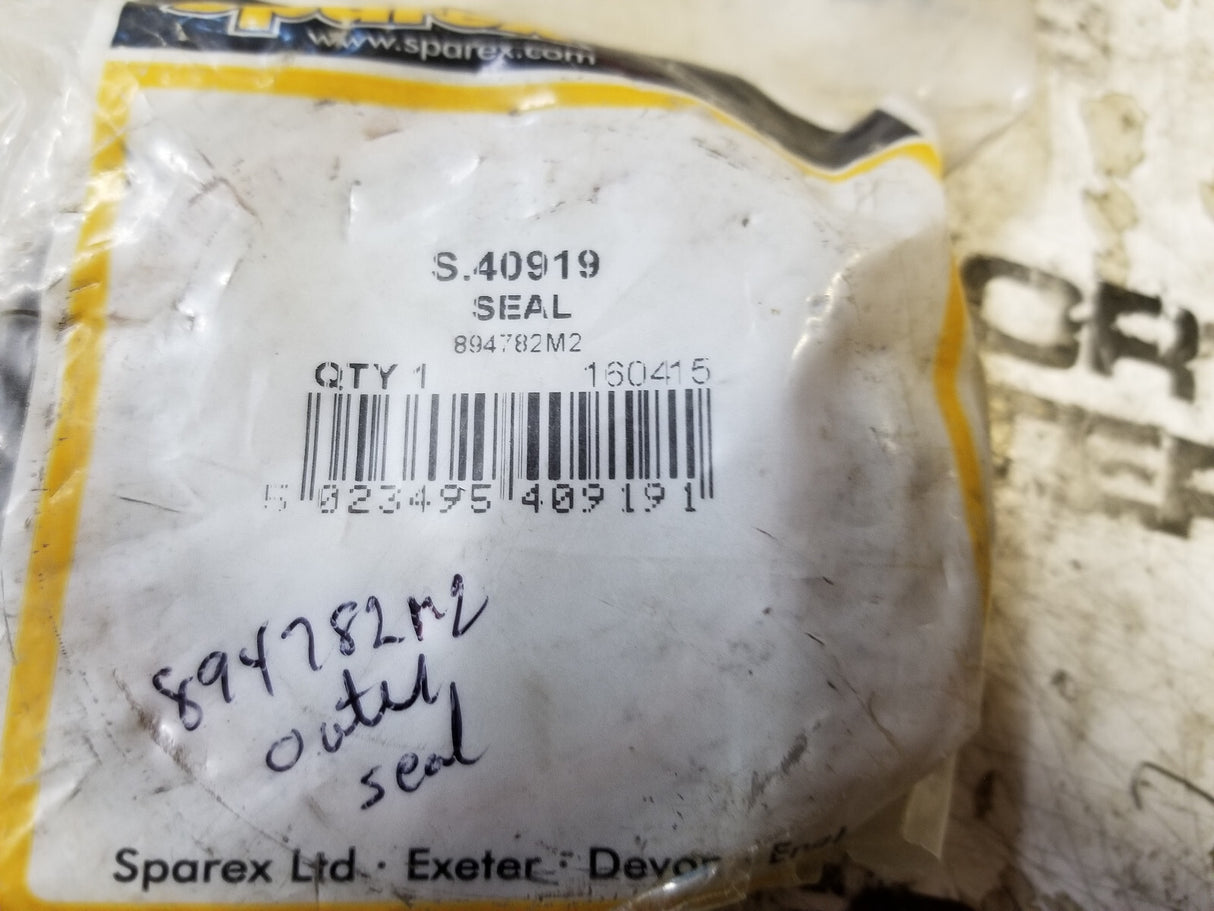 www.sparex.com
S.40919
SEAL
894782M2
QTY 1 160415
5 023495 409191
894782M2
outer
seal
Sparex Ltd · Exeter · Devon